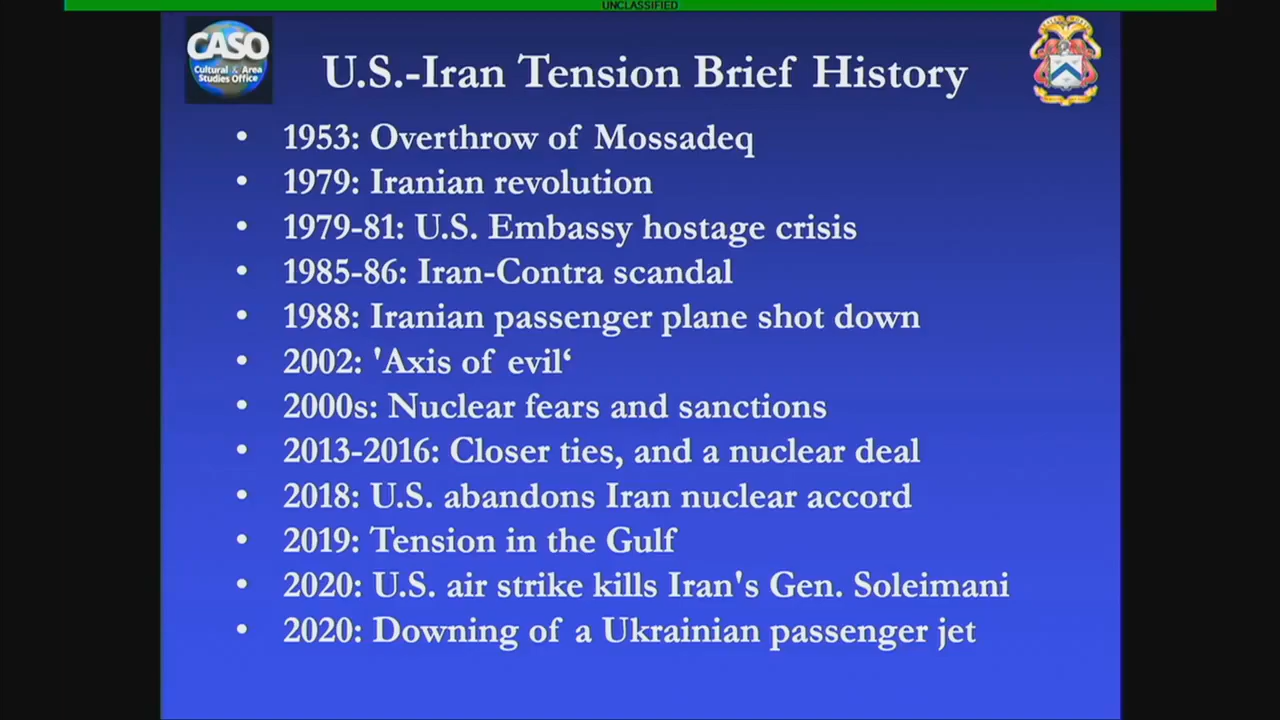 UNCLASSIFIED
CASO
Cultural & Area
Studies Office
U.S.-Iran Tension Brief History
• 1953: Overthrow of Mossadeq
• 1979: Iranian revolution
• 1979-81: U.S. Embassy hostage crisis
• 1985-86: Iran-Contra scandal
• 1988: Iranian passenger plane shot down
• 2002: 'Axis of evil‘
• 2000s: Nuclear fears and sanctions
• 2013-2016: Closer ties, and a nuclear deal
• 2018: U.S. abandons Iran nuclear accord
• 2019: Tension in the Gulf
• 2020: U.S. air strike kills Iran's Gen. Soleimani
• 2020: Downing of a Ukrainian passenger jet